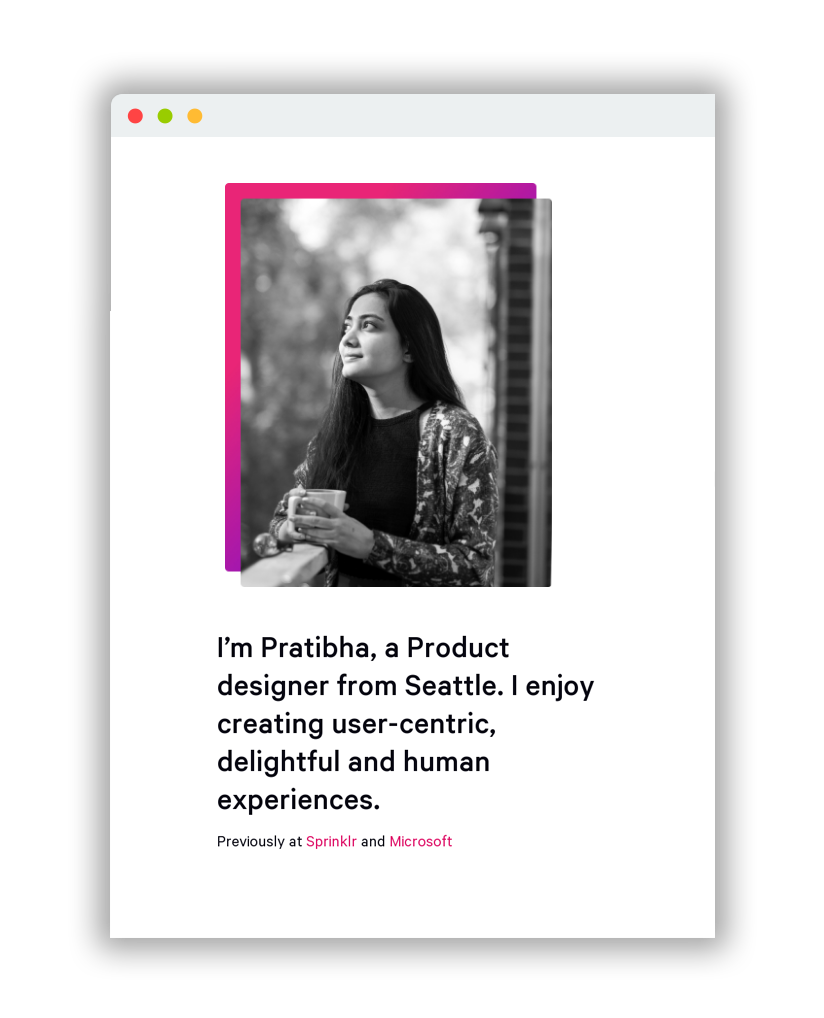 I’m Pratibha, a Product
designer from Seattle. I enjoy
creating user-centric,
delightful and human
experiences.
Previously at Sprinklr and Microsoft